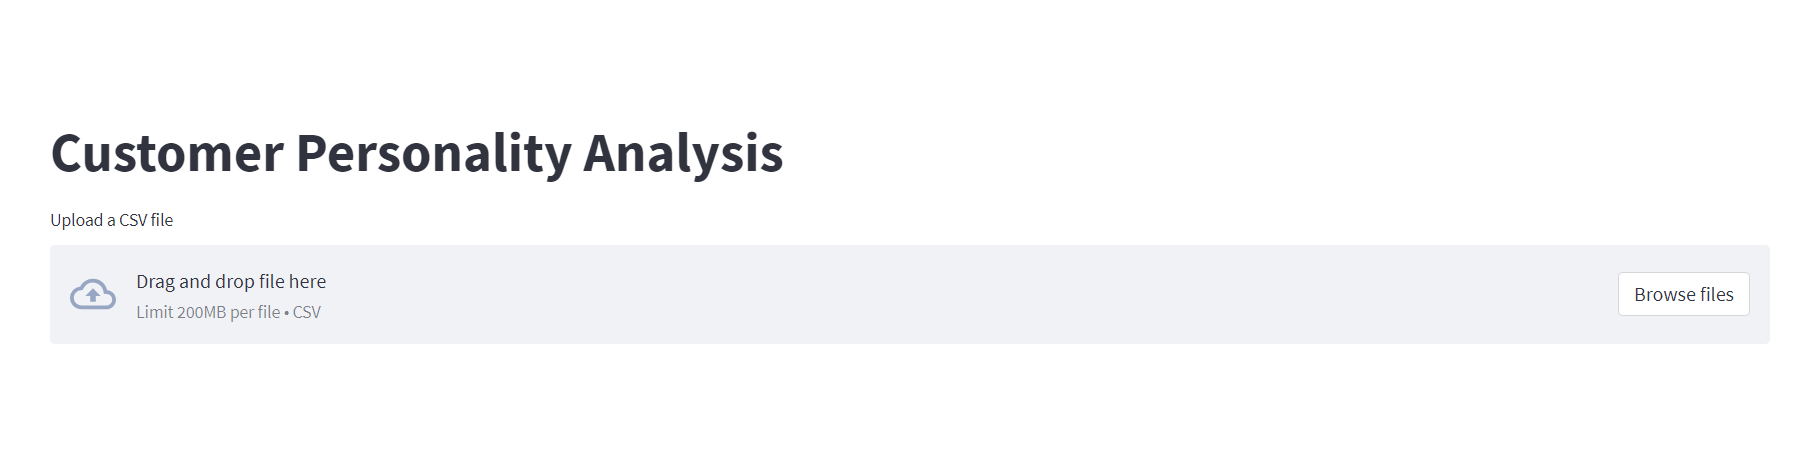 Customer Personality Analysis
Upload a CSV file
Drag and drop file here
Limit 200MB per file • CSV
Browse files